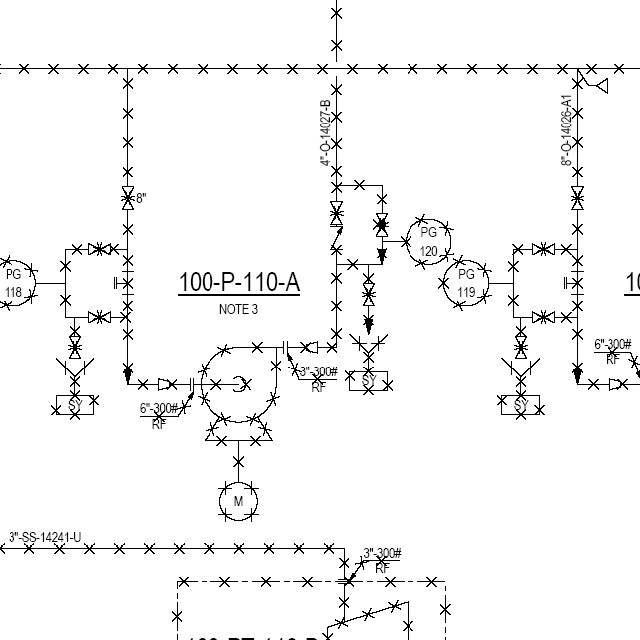 4"-O-14027-B
8"-O-14026-A1
8"
PG
118
100-P-110-A
NOTE 3
PG
120
PG
119
10
6"-300#
RF
3"-300#
RF
6"-300#
RF
SY
SY
SY
M
3"-SS-14241-U
3"-300#
RF